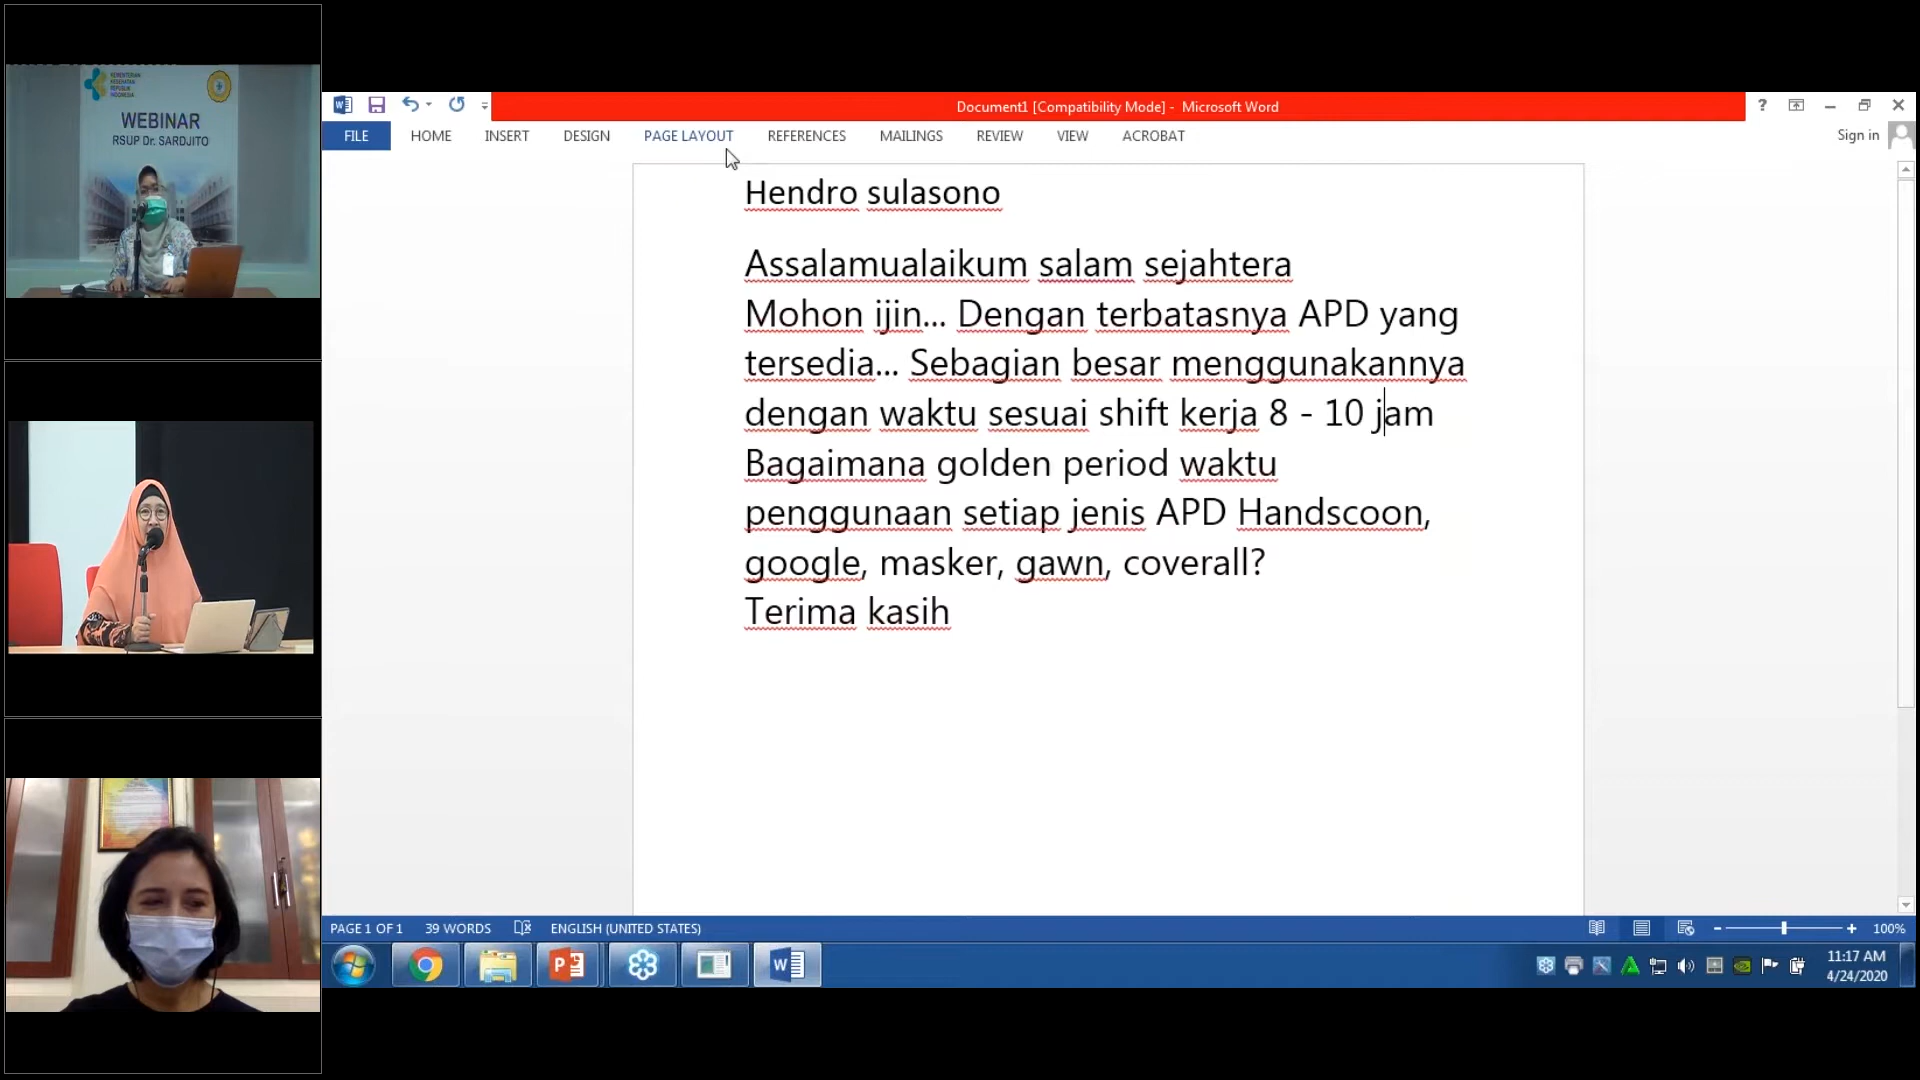 KEMENTERIAN
KESEHATAN
REPUBLIK
INDONESIA
WEBINAR
RSUP Dr. SARDJITO
Document1 [Compatibility Mode] - Microsoft Word
?
FILE HOME INSERT DESIGN PAGE LAYOUT REFERENCES MAILINGS REVIEW VIEW ACROBAT
Sign in
Hendro sulasono
Assalamualaikum salam sejahtera
Mohon ijin... Dengan terbatasnya APD yang
tersedia... Sebagian besar menggunakannya
dengan waktu sesuai shift kerja 8 - 10 jam
Bagaimana golden period waktu
penggunaan setiap jenis APD Handscoon,
google, masker, gawn, coverall?
Terima kasih
PAGE 1 OF 1 39 WORDS ENGLISH (UNITED STATES)
100%
11:17 AM
4/24/2020